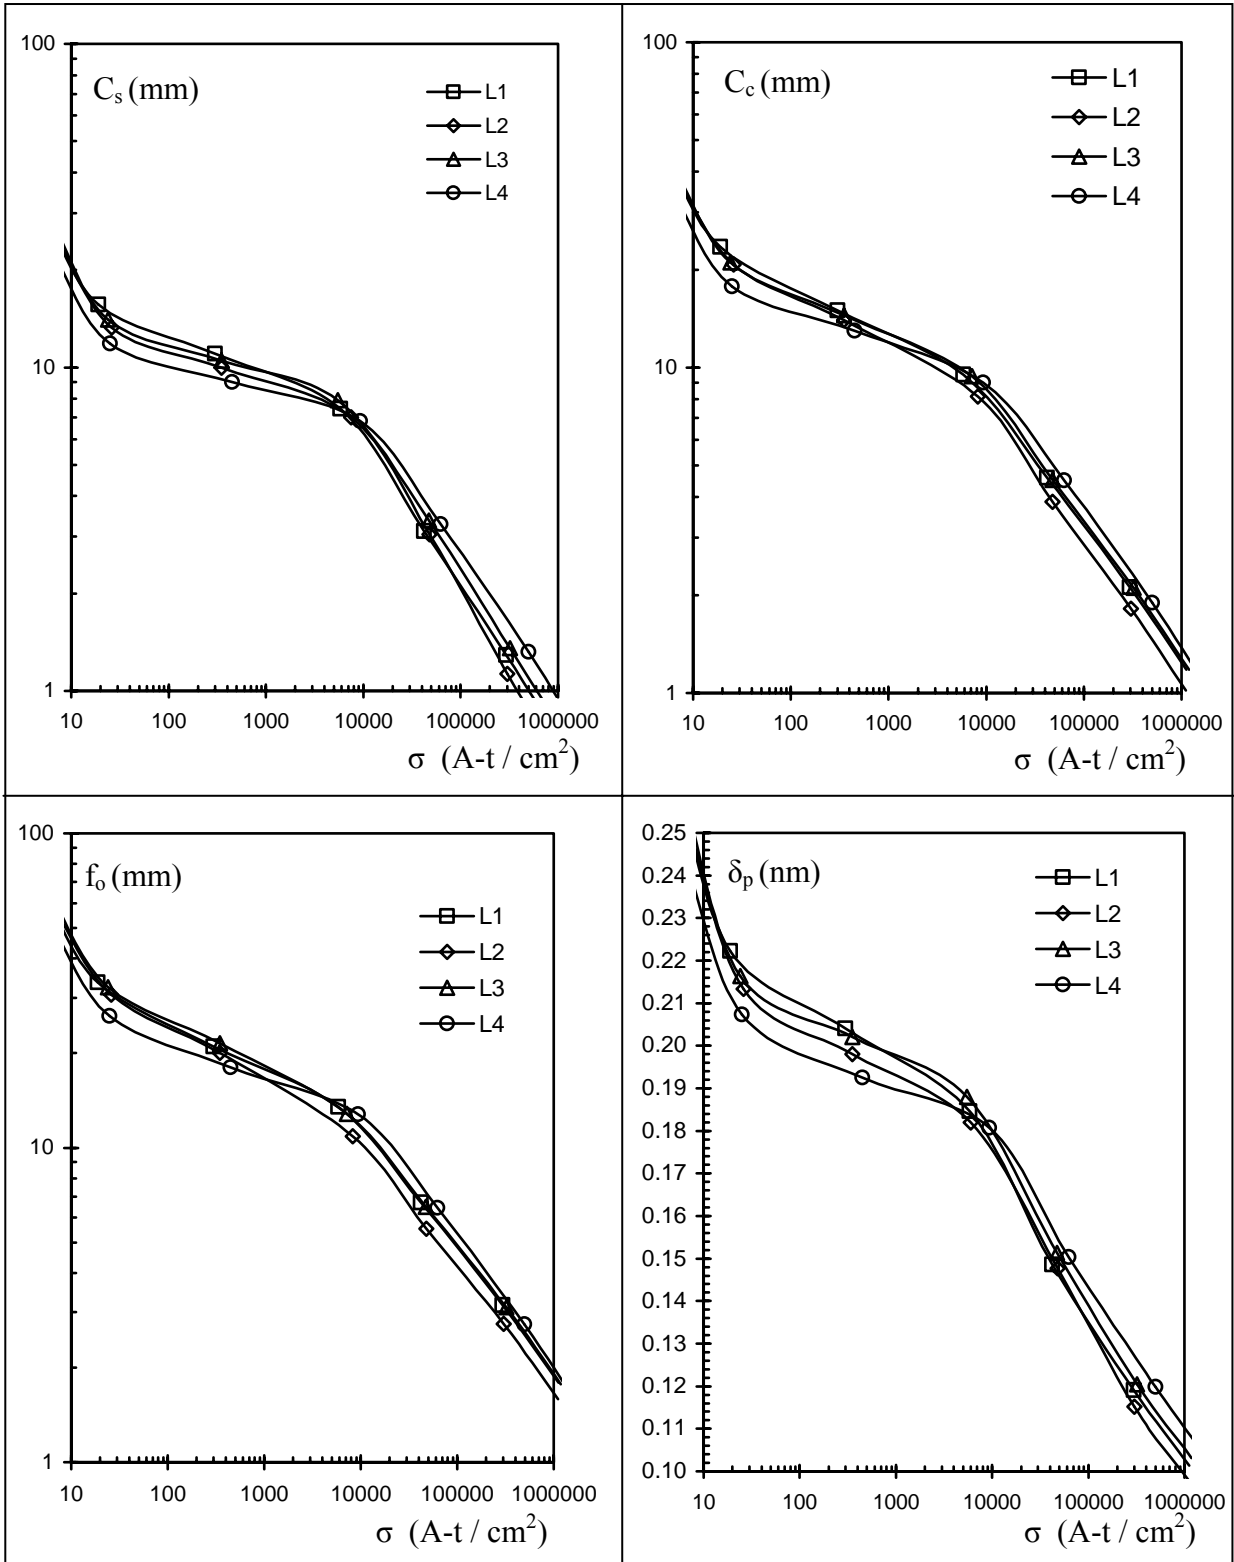 100
C_s (mm)
L1
L2
L3
L4
10
1
10 100 1000 10000 100000 1000000
σ (A-t / cm²)
100
C_c (mm)
L1
L2
L3
L4
10
1
10 100 1000 10000 100000 1000000
σ (A-t / cm²)
100
f_o (mm)
L1
L2
L3
L4
10
1
10 100 1000 10000 100000 1000000
σ (A-t / cm²)
0.25
δ_p (nm)
L1
0.24
0.23
L2
0.22
L3
0.21
L4
0.20
0.19
0.18
0.17
0.16
0.15
0.14
0.13
0.12
0.11
0.10
10 100 1000 10000 100000 1000000
σ (A-t / cm²)